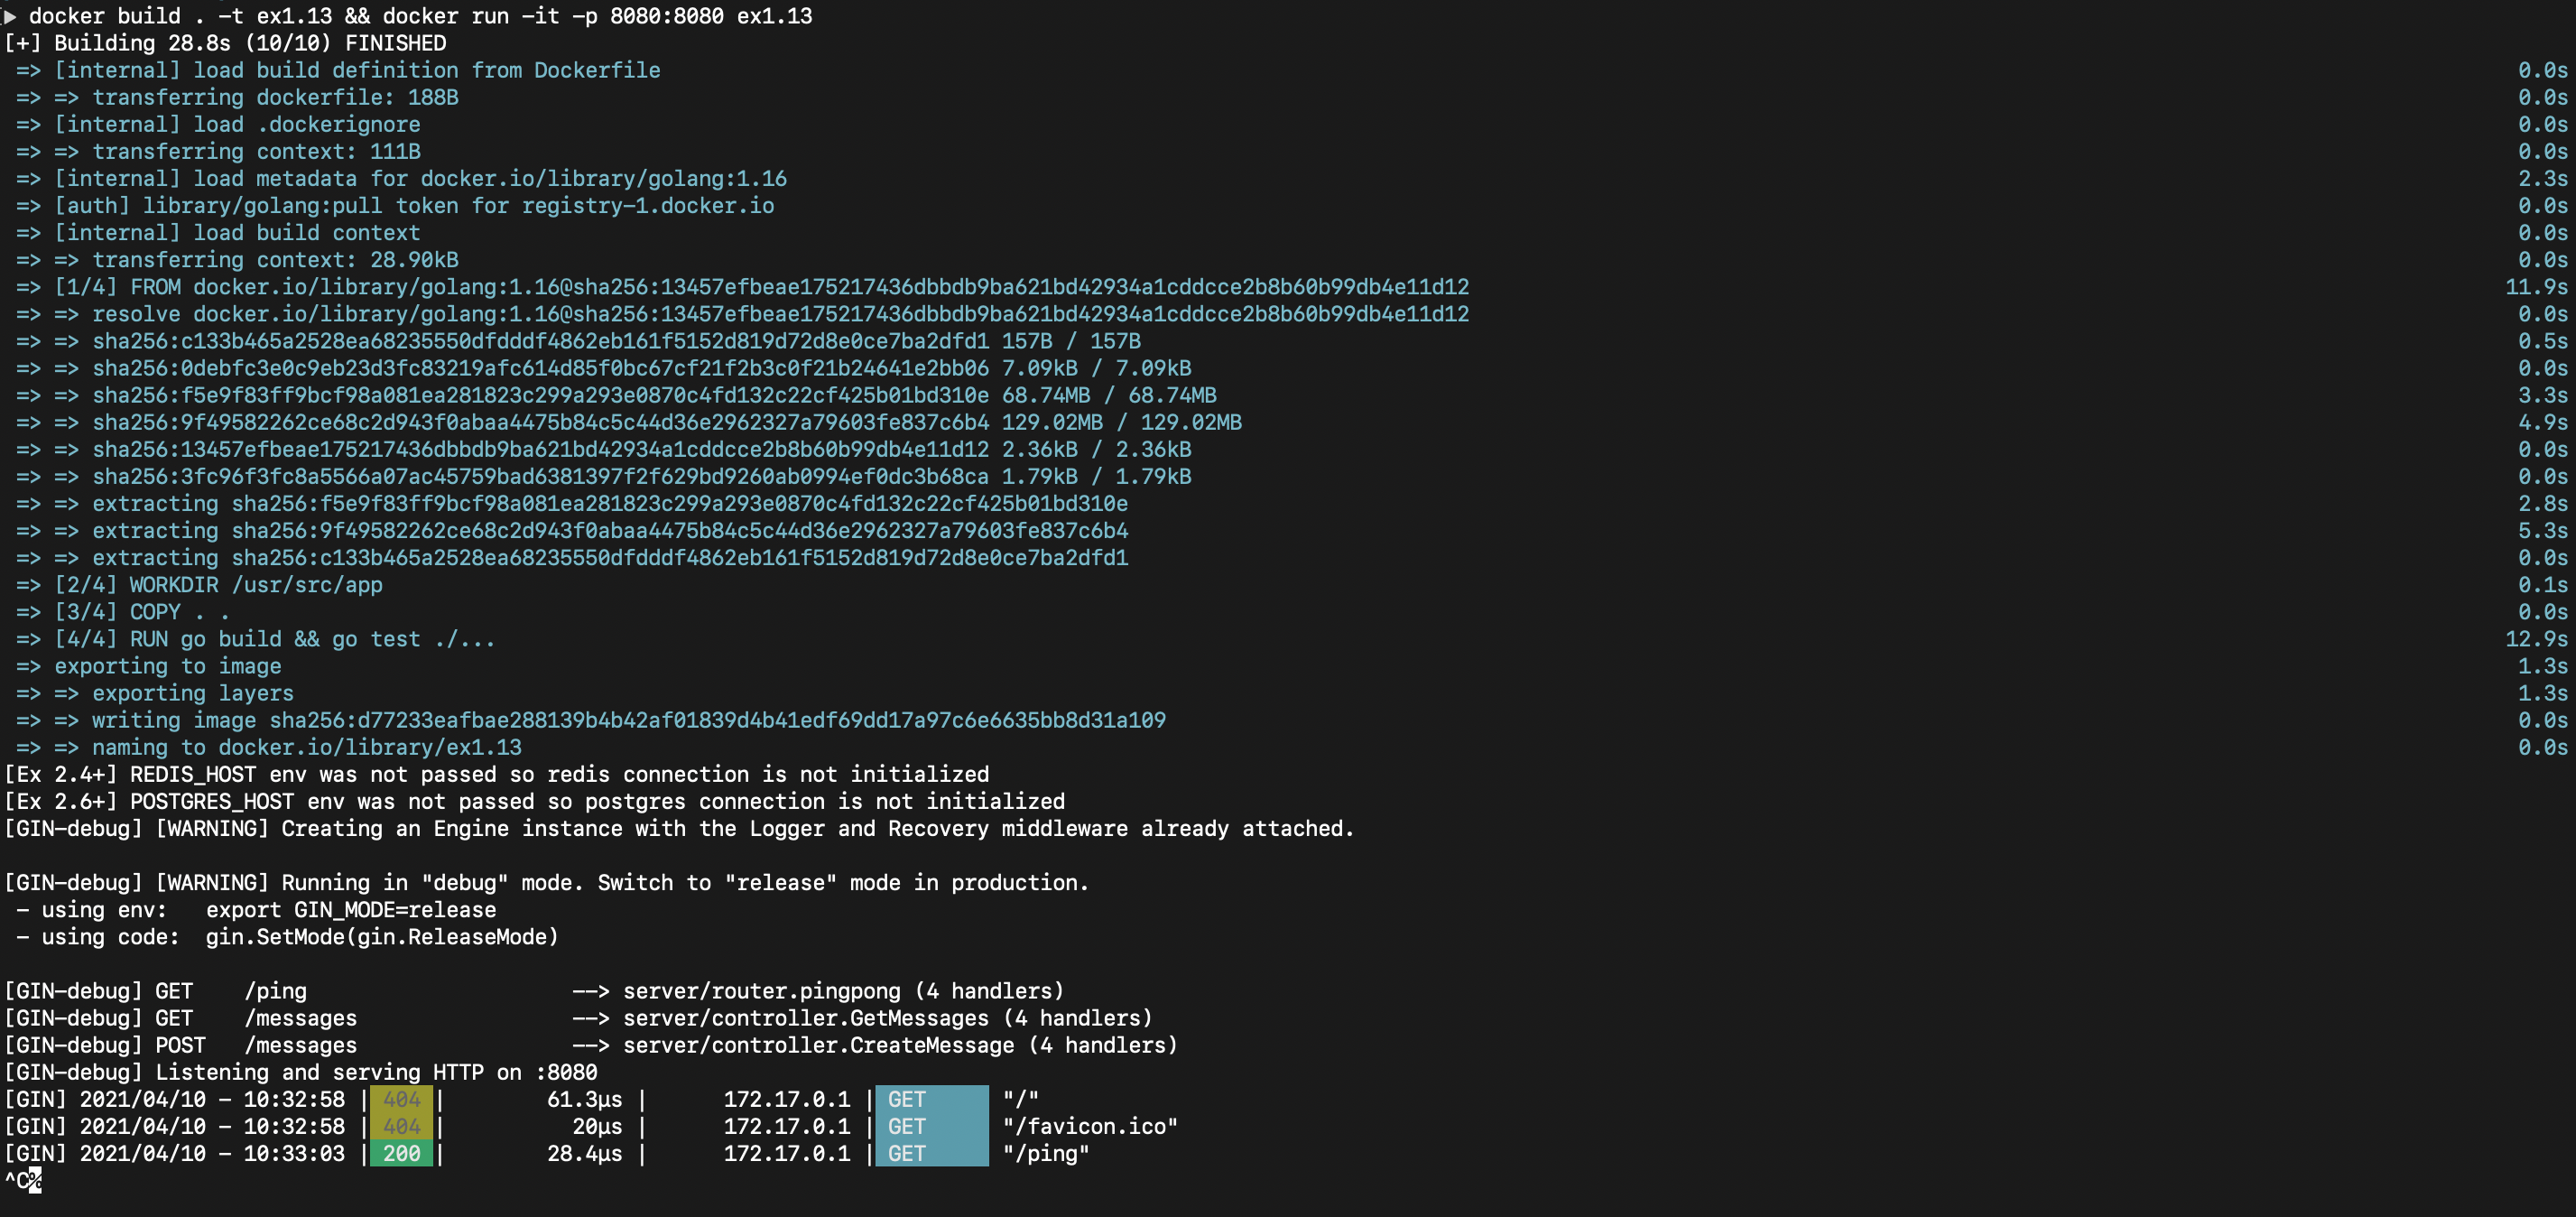 ▶ docker build . -t ex1.13 && docker run -it -p 8080:8080 ex1.13
[+] Building 28.8s (10/10) FINISHED
 => [internal] load build definition from Dockerfile 0.0s
 => => transferring dockerfile: 188B 0.0s
 => [internal] load .dockerignore 0.0s
 => => transferring context: 111B 0.0s
 => [internal] load metadata for docker.io/library/golang:1.16 2.3s
 => [auth] library/golang:pull token for registry-1.docker.io 0.0s
 => [internal] load build context 0.0s
 => => transferring context: 28.90kB 0.0s
 => [1/4] FROM docker.io/library/golang:1.16@sha256:13457efbeae175217436dbbdb9ba621bd42934a1cddcce2b8b60b99db4e11d12 11.9s
 => => resolve docker.io/library/golang:1.16@sha256:13457efbeae175217436dbbdb9ba621bd42934a1cddcce2b8b60b99db4e11d12 0.0s
 => => sha256:c133b465a2528ea68235550dfdddf4862eb161f5152d819d72d8e0ce7ba2dfd1 157B / 157B 0.5s
 => => sha256:0debfc3e0c9eb23d3fc83219afc614d85f0bc67cf21f2b3c0f21b24641e2bb06 7.09kB / 7.09kB 0.0s
 => => sha256:f5e9f83ff9bcf98a081ea281823c299a293e0870c4fd132c22cf425b01bd310e 68.74MB / 68.74MB 3.3s
 => => sha256:9f49582262ce68c2d943f0abaa4475b84c5c44d36e2962327a79603fe837c6b4 129.02MB / 129.02MB 4.9s
 => => sha256:13457efbeae175217436dbbdb9ba621bd42934a1cddcce2b8b60b99db4e11d12 2.36kB / 2.36kB 0.0s
 => => sha256:3fc96f3fc8a5566a07ac45759bad6381397f2f629bd9260ab0994ef0dc3b68ca 1.79kB / 1.79kB 0.0s
 => => extracting sha256:f5e9f83ff9bcf98a081ea281823c299a293e0870c4fd132c22cf425b01bd310e 2.8s
 => => extracting sha256:9f49582262ce68c2d943f0abaa4475b84c5c44d36e2962327a79603fe837c6b4 5.3s
 => => extracting sha256:c133b465a2528ea68235550dfdddf4862eb161f5152d819d72d8e0ce7ba2dfd1 0.0s
 => [2/4] WORKDIR /usr/src/app 0.1s
 => [3/4] COPY . . 0.0s
 => [4/4] RUN go build && go test ./... 12.9s
 => exporting to image 1.3s
 => => exporting layers 1.3s
 => => writing image sha256:d77233eafbae288139b4b42af01839d4b41edf69dd17a97c6e6635bb8d31a109 0.0s
 => => naming to docker.io/library/ex1.13 0.0s
[Ex 2.4+] REDIS_HOST env was not passed so redis connection is not initialized
[Ex 2.6+] POSTGRES_HOST env was not passed so postgres connection is not initialized
[GIN-debug] [WARNING] Creating an Engine instance with the Logger and Recovery middleware already attached.
[GIN-debug] [WARNING] Running in "debug" mode. Switch to "release" mode in production.
 - using env:   export GIN_MODE=release
 - using code:  gin.SetMode(gin.ReleaseMode)
[GIN-debug] GET    /ping                     --> server/router.pingpong (4 handlers)
[GIN-debug] GET    /messages                 --> server/controller.GetMessages (4 handlers)
[GIN-debug] POST   /messages                 --> server/controller.CreateMessage (4 handlers)
[GIN-debug] Listening and serving HTTP on :8080
[GIN] 2021/04/10 - 10:32:58 | 404 |        61.3µs |      172.17.0.1 | GET      "/"
[GIN] 2021/04/10 - 10:32:58 | 404 |          20µs |      172.17.0.1 | GET      "/favicon.ico"
[GIN] 2021/04/10 - 10:33:03 | 200 |        28.4µs |      172.17.0.1 | GET      "/ping"
^C%